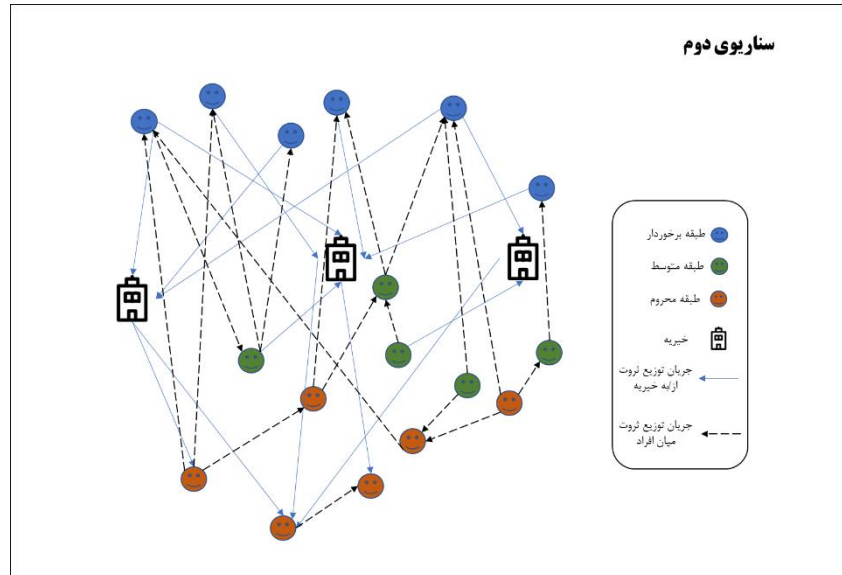 سناریوی دوم
طبقه برخوردار
طبقه متوسط
طبقه محروم
خیریه
جریان توزیع ثروت
از/به خیریه
جریان توزیع ثروت
میان افراد